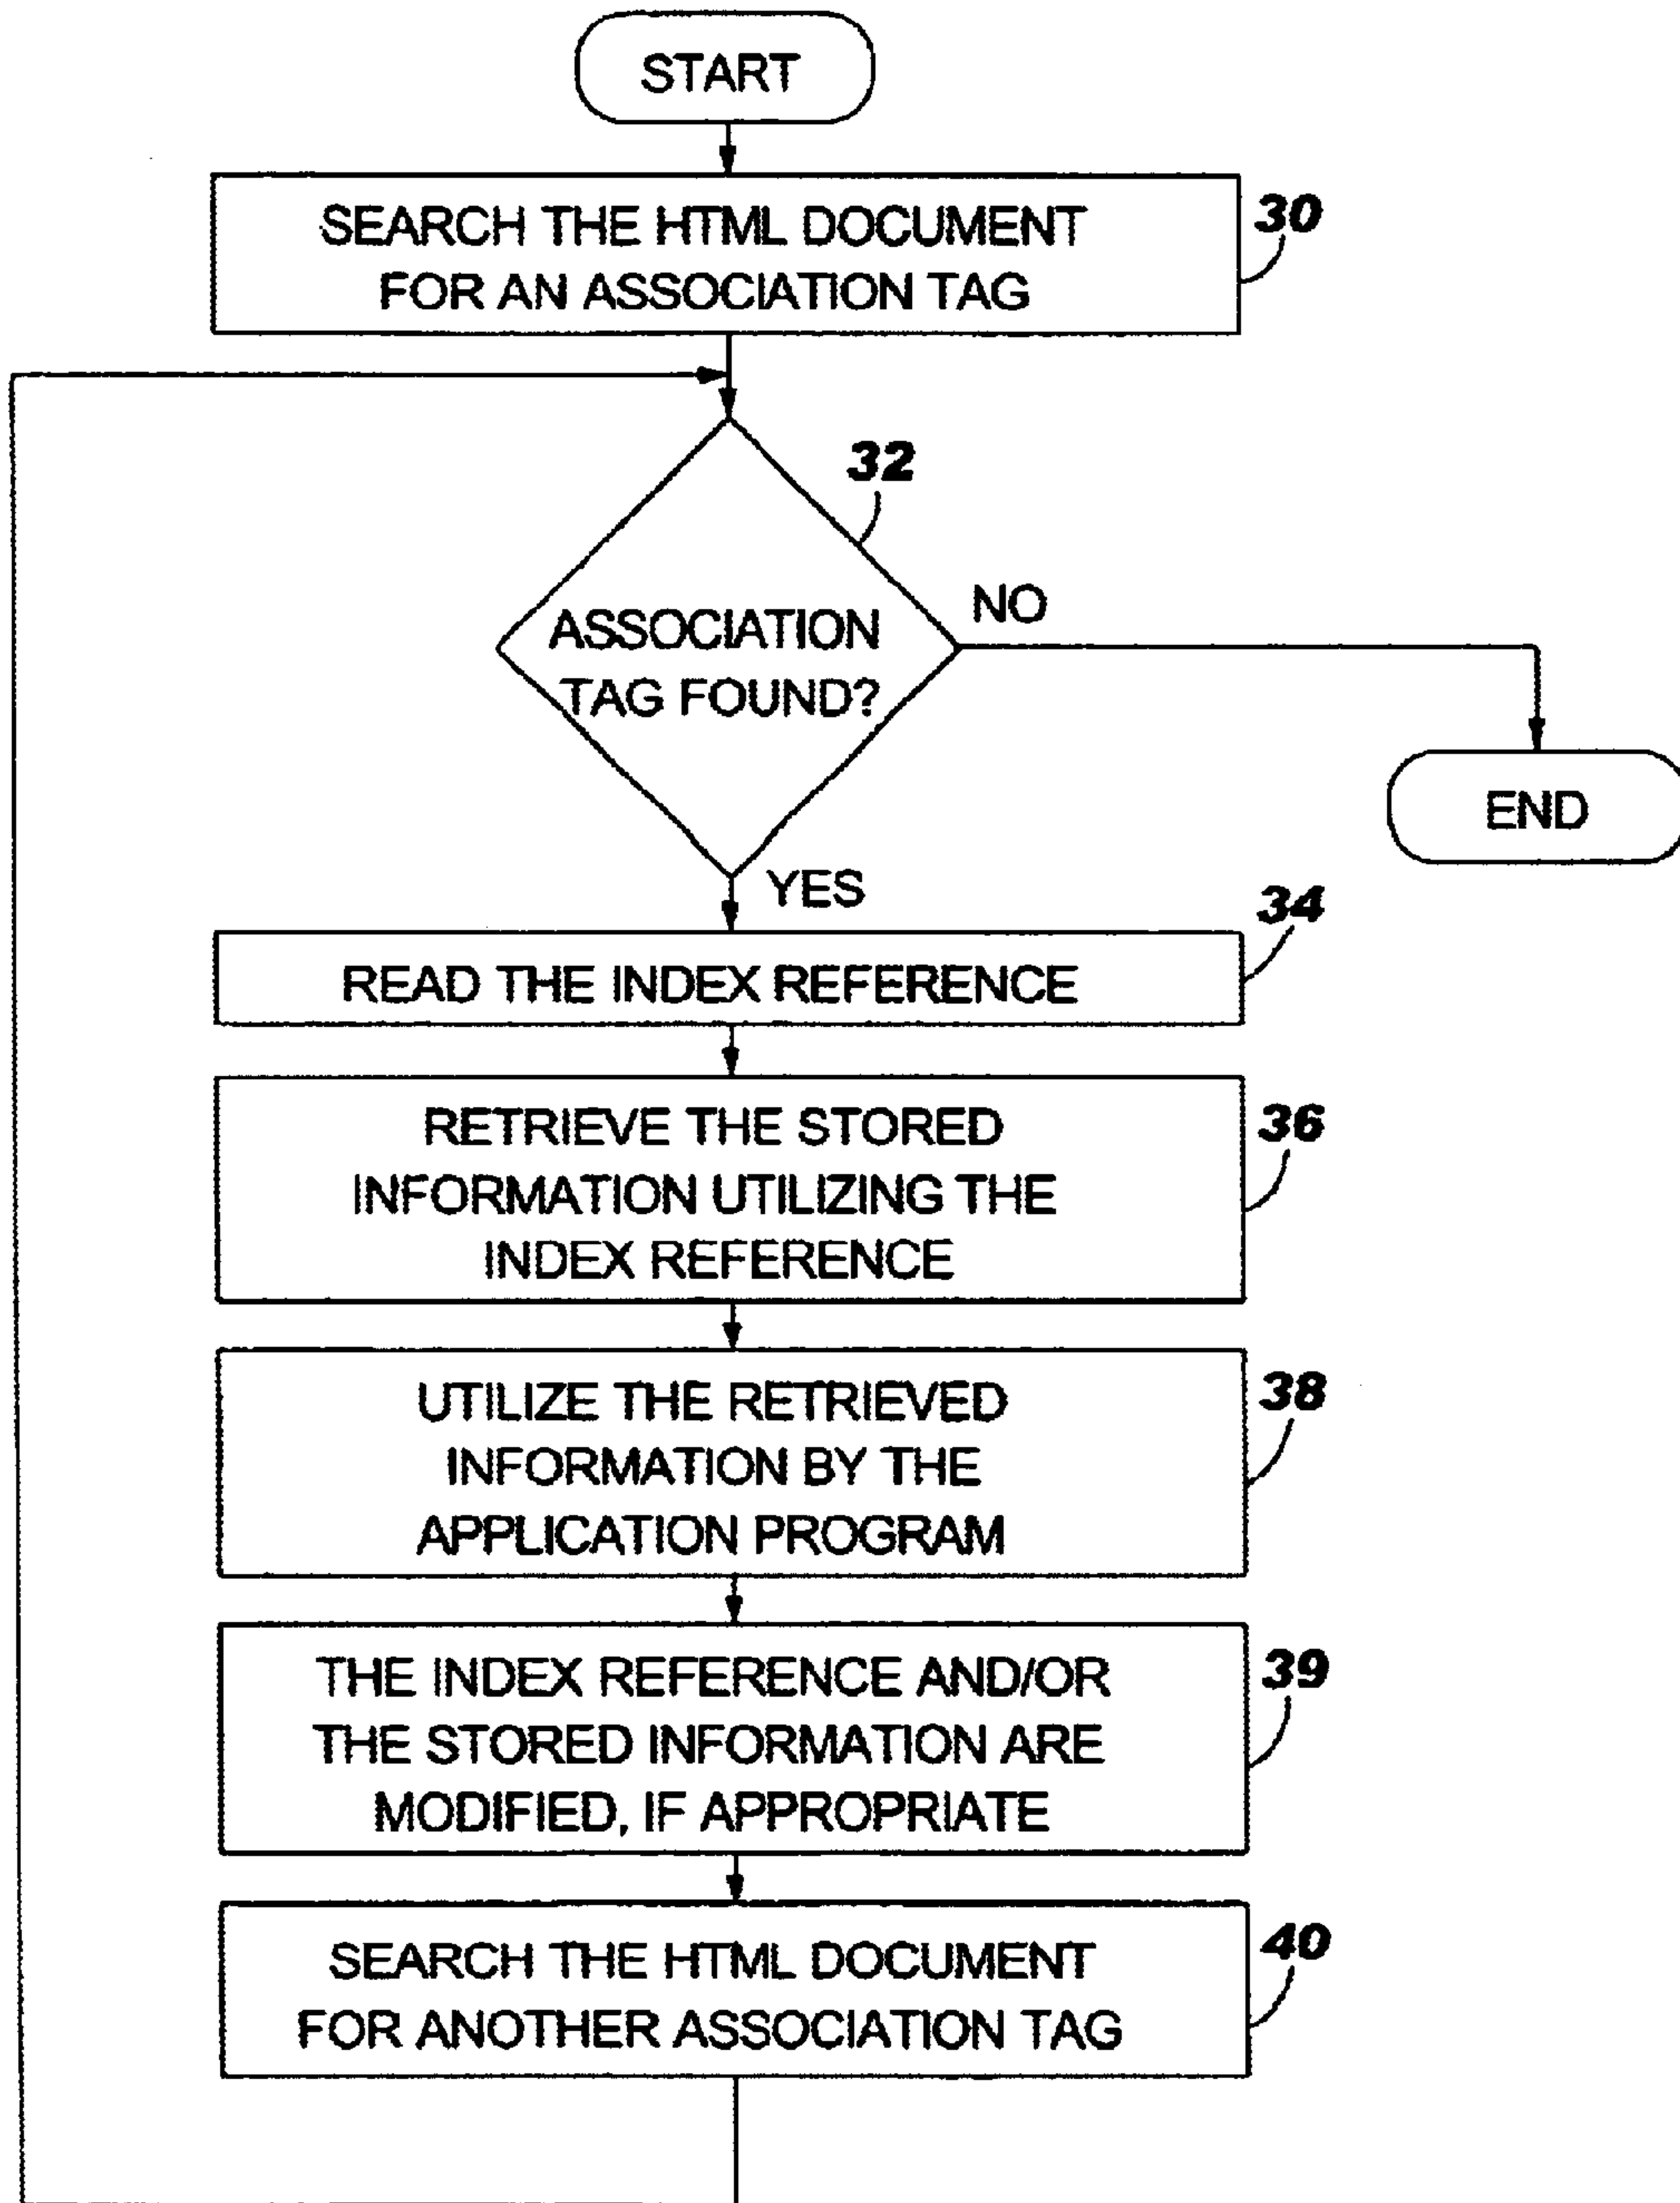 START
SEARCH THE HTML DOCUMENT
FOR AN ASSOCIATION TAG
30
32
ASSOCIATION
TAG FOUND?
NO
END
YES
34
READ THE INDEX REFERENCE
RETRIEVE THE STORED
INFORMATION UTILIZING THE
INDEX REFERENCE
36
UTILIZE THE RETRIEVED
INFORMATION BY THE
APPLICATION PROGRAM
38
THE INDEX REFERENCE AND/OR
THE STORED INFORMATION ARE
MODIFIED, IF APPROPRIATE
39
SEARCH THE HTML DOCUMENT
FOR ANOTHER ASSOCIATION TAG
40